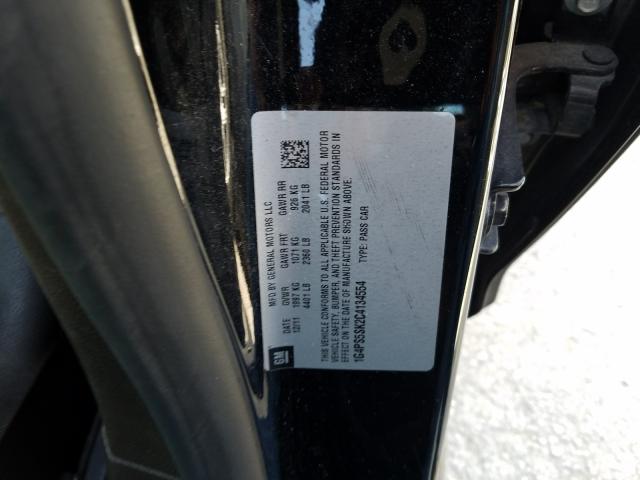 GM
MFD BY GENERAL MOTORS LLC
DATE GVWR GAWR FRT GAWR RR
12/11 1997 KG 1071 KG 926 KG
4401 LB 2360 LB 2041 LB
THIS VEHICLE CONFORMS TO ALL APPLICABLE U.S. FEDERAL MOTOR
VEHICLE SAFETY, BUMPER, AND THEFT PREVENTION STANDARDS IN
EFFECT ON THE DATE OF MANUFACTURE SHOWN ABOVE.
1G4PS5SK2C4134554 TYPE: PASS CAR